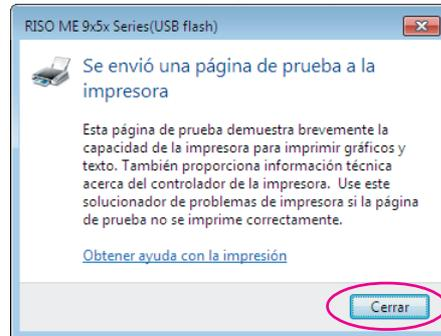 RISO ME 9x5x Series(USB flash)
Se envió una página de prueba a la
impresora
Esta página de prueba demuestra brevemente la
capacidad de la impresora para imprimir gráficos y
texto. También proporciona información técnica
acerca del controlador de la impresora.  Use este
solucionador de problemas de impresora si la página
de prueba no se imprime correctamente.
Obtener ayuda con la impresión
Cerrar